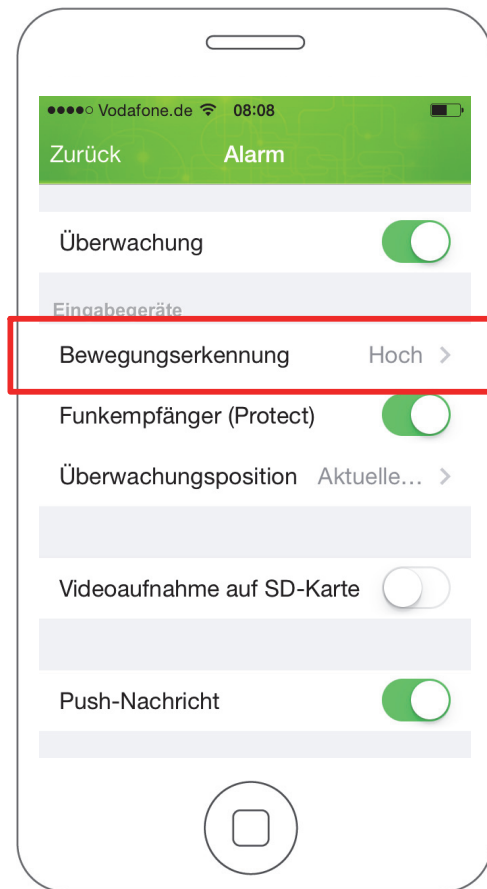 ●●●●○ Vodafone.de 08:08
Zurück Alarm
Überwachung
Eingabegeräte
Bewegungserkennung Hoch >
Funkempfänger (Protect)
Überwachungsposition Aktuelle... >
Videoaufnahme auf SD-Karte
Push-Nachricht